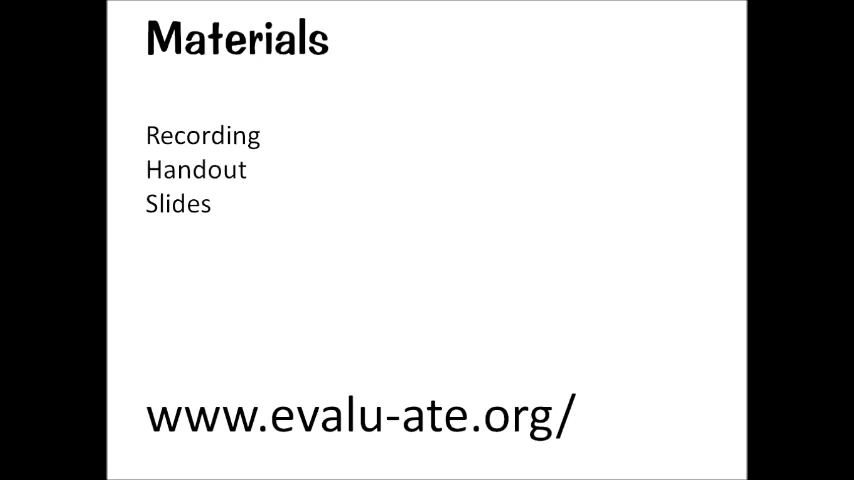 Materials
Recording
Handout
Slides
www.evalu-ate.org/